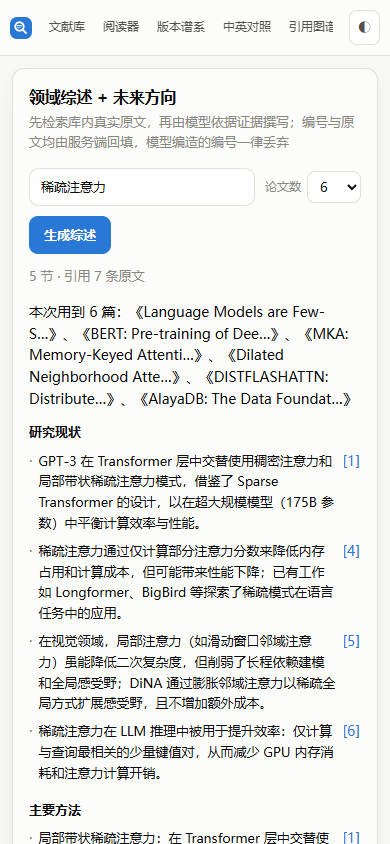 文献库 阅读器 版本谱系 中英对照 引用图谱
领域综述 + 未来方向
先检索库内真实原文，再由模型依据证据撰写；编号与原
文均由服务端回填，模型编造的编号一律丢弃
稀疏注意力 论文数 6
生成综述
5 节 · 引用 7 条原文
本次用到 6 篇：《Language Models are Few-
S...》、《BERT: Pre-training of Dee...》、《MKA:
Memory-Keyed Attenti...》、《Dilated
Neighborhood Atte...》、《DISTFLASHATTN:
Distribute...》、《AlayaDB: The Data Foundat...》
研究现状
· GPT-3 在 Transformer 层中交替使用稠密注意力和 [1]
局部带状稀疏注意力模式，借鉴了 Sparse
Transformer 的设计，以在超大规模模型（175B 参
数）中平衡计算效率与性能。
· 稀疏注意力通过仅计算部分注意力分数来降低内存 [4]
占用和计算成本，但可能带来性能下降；已有工作
如 Longformer、BigBird 等探索了稀疏模式在语言
任务中的应用。
· 在视觉领域，局部注意力（如滑动窗口邻域注意 [5]
力）虽能降低二次复杂度，但削弱了长程依赖建模
和全局感受野；DiNA 通过膨胀邻域注意力以稀疏全
局方式扩展感受野，且不增加额外成本。
· 稀疏注意力在 LLM 推理中被用于提升效率：仅计算 [6]
与查询最相关的少量键值对，从而减少 GPU 内存消
耗和注意力计算开销。
主要方法
· 局部带状稀疏注意力：在 Transformer 层中交替使 [1]